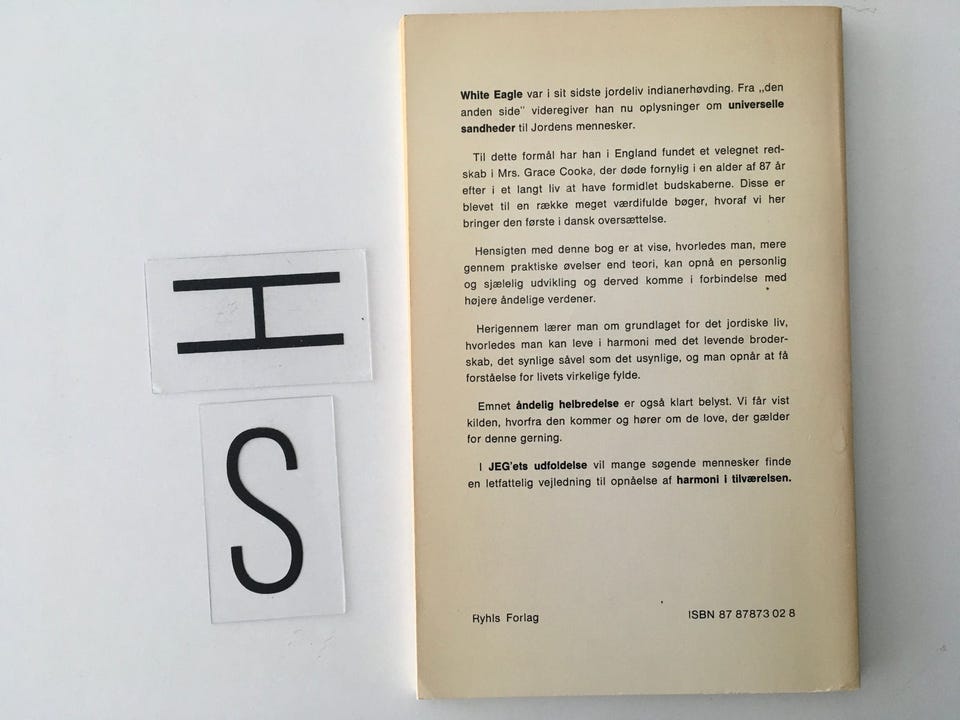 H
S
White Eagle var i sit sidste jordeliv indianerhøvding. Fra „den
anden side" videregiver han nu oplysninger om universelle
sandheder til Jordens mennesker.
Til dette formål har han i England fundet et velegnet red-
skab i Mrs. Grace Cooke, der døde fornylig i en alder af 87 år
efter i et langt liv at have formidlet budskaberne. Disse er
blevet til en række meget værdifulde bøger, hvoraf vi her
bringer den første i dansk oversættelse.
Hensigten med denne bog er at vise, hvorledes man, mere
gennem praktiske øvelser end teori, kan opnå en personlig
og sjælelig udvikling og derved komme i forbindelse med
højere åndelige verdener.
Herigennem lærer man om grundlaget for det jordiske liv,
hvorledes man kan leve i harmoni med det levende broder-
skab, det synlige såvel som det usynlige, og man opnår at få
forståelse for livets virkelige fylde.
Emnet åndelig helbredelse er også klart belyst. Vi får vist
kilden, hvorfra den kommer og hører om de love, der gælder
for denne gerning.
I JEG'ets udfoldelse vil mange søgende mennesker finde
en letfattelig vejledning til opnåelse af harmoni i tilværelsen.
Ryhls Forlag
ISBN 87 87873 02 8